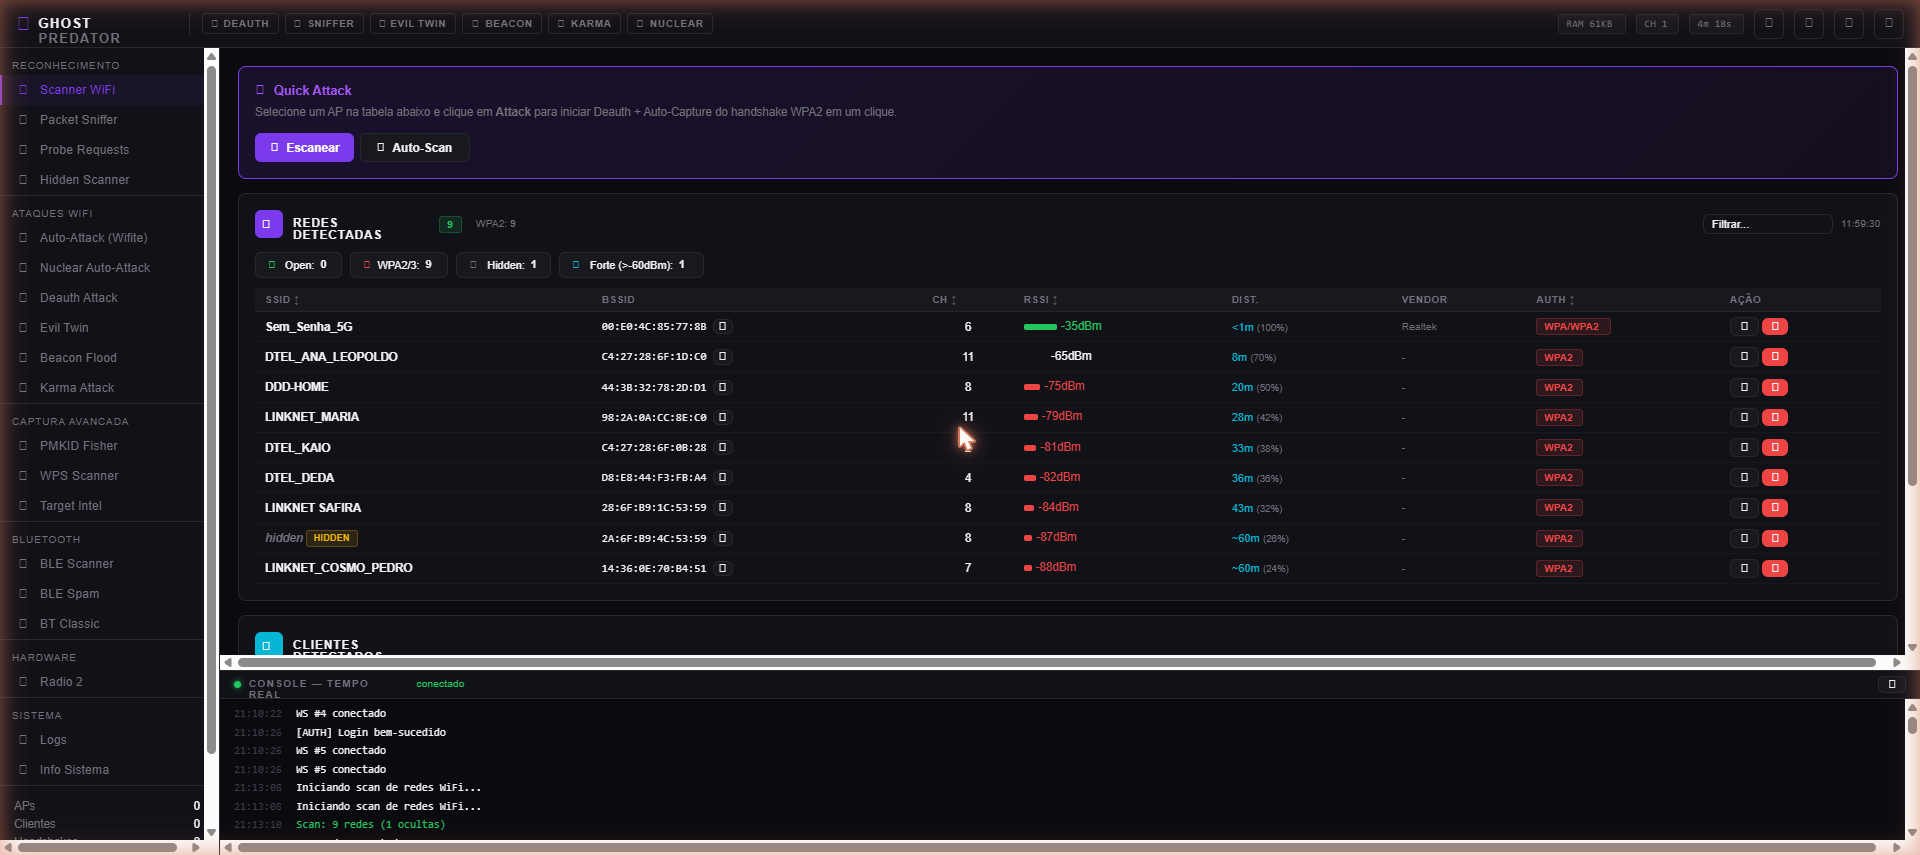 GHOST PREDATOR
DEAUTH SNIFFER EVIL TWIN BEACON KARMA NUCLEAR
RAM 61KB CH 1 4m 18s
RECONHECIMENTO
Scanner WiFi
Packet Sniffer
Probe Requests
Hidden Scanner
ATAQUES WIFI
Auto-Attack (Wifite)
Nuclear Auto-Attack
Deauth Attack
Evil Twin
Beacon Flood
Karma Attack
CAPTURA AVANCADA
PMKID Fisher
WPS Scanner
Target Intel
BLUETOOTH
BLE Scanner
BLE Spam
BT Classic
HARDWARE
Radio 2
SISTEMA
Logs
Info Sistema
APs 0
Clientes 0
Quick Attack
Selecione um AP na tabela abaixo e clique em Attack para iniciar Deauth + Auto-Capture do handshake WPA2 em um clique.
Escanear Auto-Scan
REDES DETECTADAS 9 WPA2: 9 Filtrar... 11:59:30
Open: 0 WPA2/3: 9 Hidden: 1 Forte (>-60dBm): 1
SSID ↕ BSSID CH ↕ RSSI ↕ DIST. VENDOR AUTH ↕ AÇÃO
Sem_Senha_5G 00:E0:4C:85:77:8B 6 -35dBm <1m (100%) Realtek WPA/WPA2
DTEL_ANA_LEOPOLDO C4:27:28:6F:1D:C0 11 -65dBm 8m (70%) - WPA2
DDD-HOME 44:3B:32:78:2D:D1 8 -75dBm 20m (50%) - WPA2
LINKNET_MARIA 98:2A:0A:CC:8E:C0 11 -79dBm 28m (42%) - WPA2
DTEL_KAIO C4:27:28:6F:0B:28 -81dBm 33m (38%) - WPA2
DTEL_DEDA D8:E8:44:F3:FB:A4 4 -82dBm 36m (36%) - WPA2
LINKNET SAFIRA 28:6F:B9:1C:53:59 8 -84dBm 43m (32%) - WPA2
hidden HIDDEN 2A:6F:B9:4C:53:59 8 -87dBm ~60m (26%) - WPA2
LINKNET_COSMO_PEDRO 14:36:0E:70:B4:51 7 -88dBm ~60m (24%) - WPA2
CLIENTES DETECTADOS
CONSOLE — TEMPO REAL conectado
21:10:22 WS #4 conectado
21:10:26 [AUTH] Login bem-sucedido
21:10:26 WS #5 conectado
21:10:26 WS #5 conectado
21:13:08 Iniciando scan de redes WiFi...
21:13:08 Iniciando scan de redes WiFi...
21:13:10 Scan: 9 redes (1 ocultas)